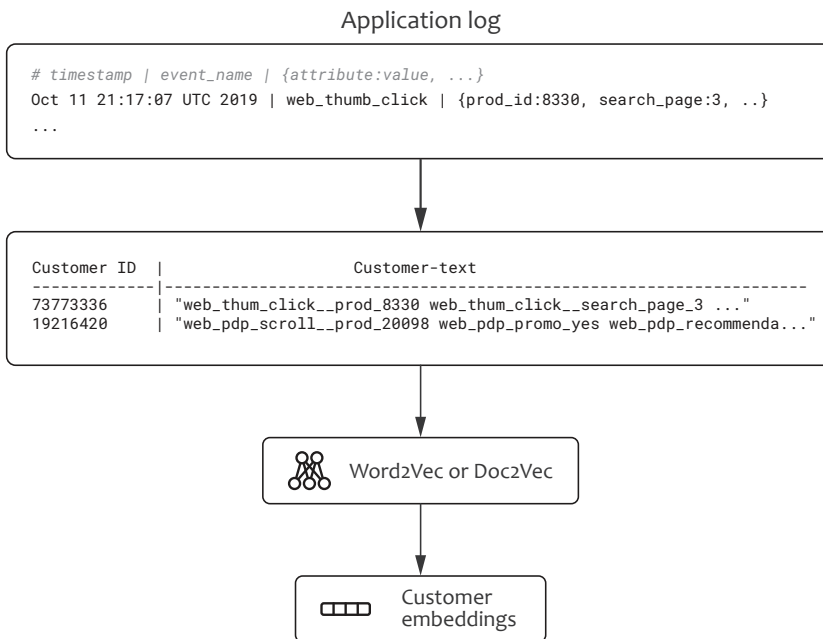 Application log
# timestamp | event_name | {attribute:value, ...}
Oct 11 21:17:07 UTC 2019 | web_thumb_click | {prod_id:8330, search_page:3, ..}
...
Customer ID | Customer-text
-------------|-------------------------------------------------------------------
73773336 | "web_thum_click__prod_8330 web_thum_click__search_page_3 ..."
19216420 | "web_pdp_scroll__prod_20098 web_pdp_promo_yes web_pdp_recommenda..."
Word2Vec or Doc2Vec
Customer
embeddings